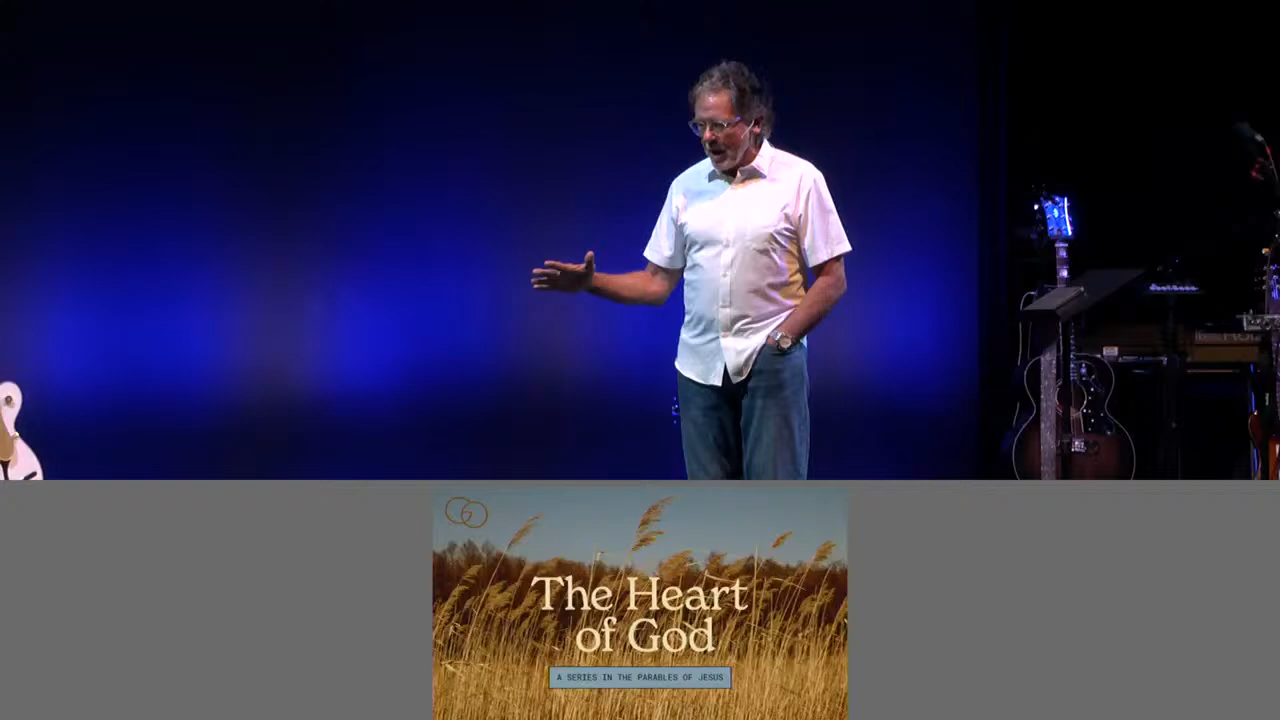 The Heart
of God
A SERIES IN THE PARABLES OF JESUS